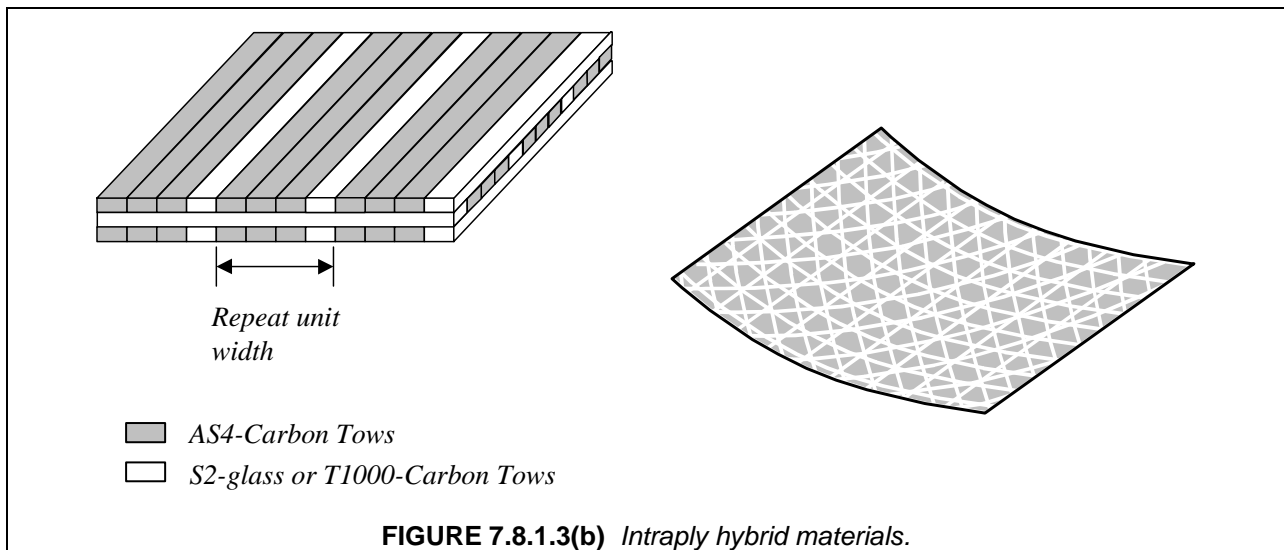 Repeat unit
width
AS4-Carbon Tows
S2-glass or T1000-Carbon Tows
FIGURE 7.8.1.3(b) Intraply hybrid materials.